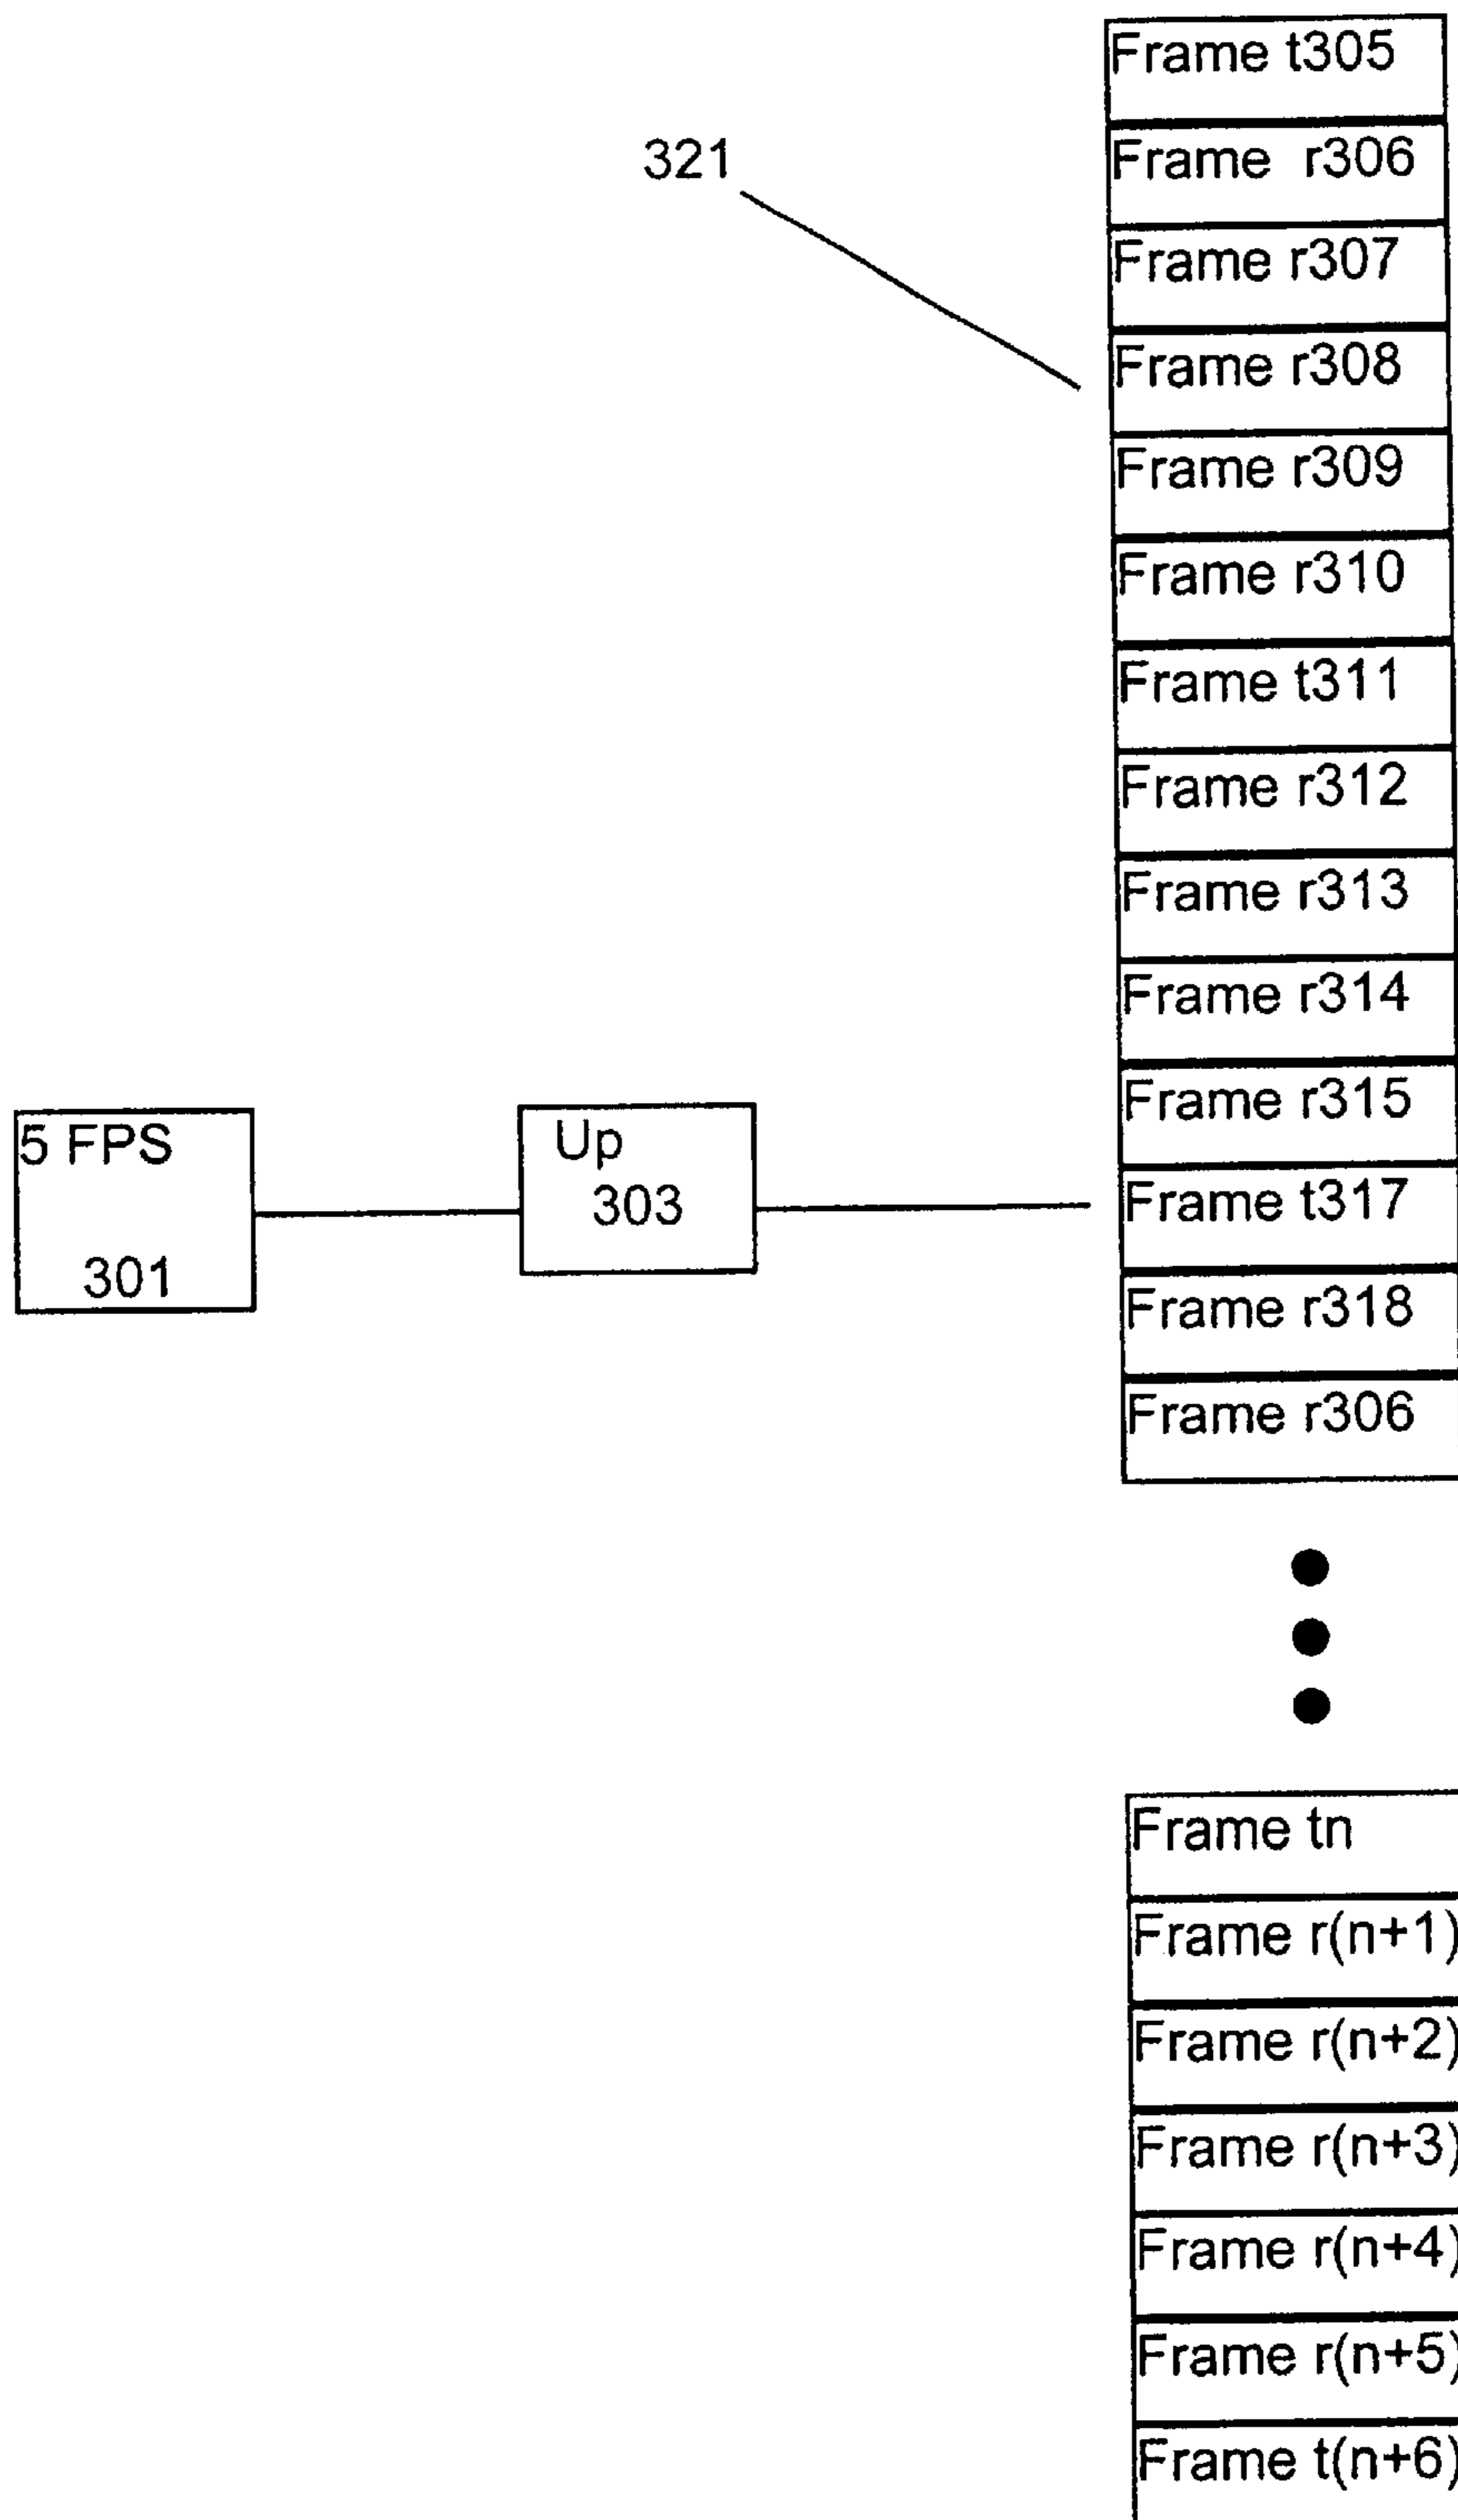 Frame t305
Frame r306
321
Frame r307
Frame r308
Frame r309
Frame r310
Frame t311
Frame r312
Frame r313
Frame r314
Frame r315
5 FPS
301
Up
303
Frame t317
Frame r318
Frame r306
Frame tn
Frame r(n+1)
Frame r(n+2)
Frame r(n+3)
Frame r(n+4)
Frame r(n+5)
Frame t(n+6)